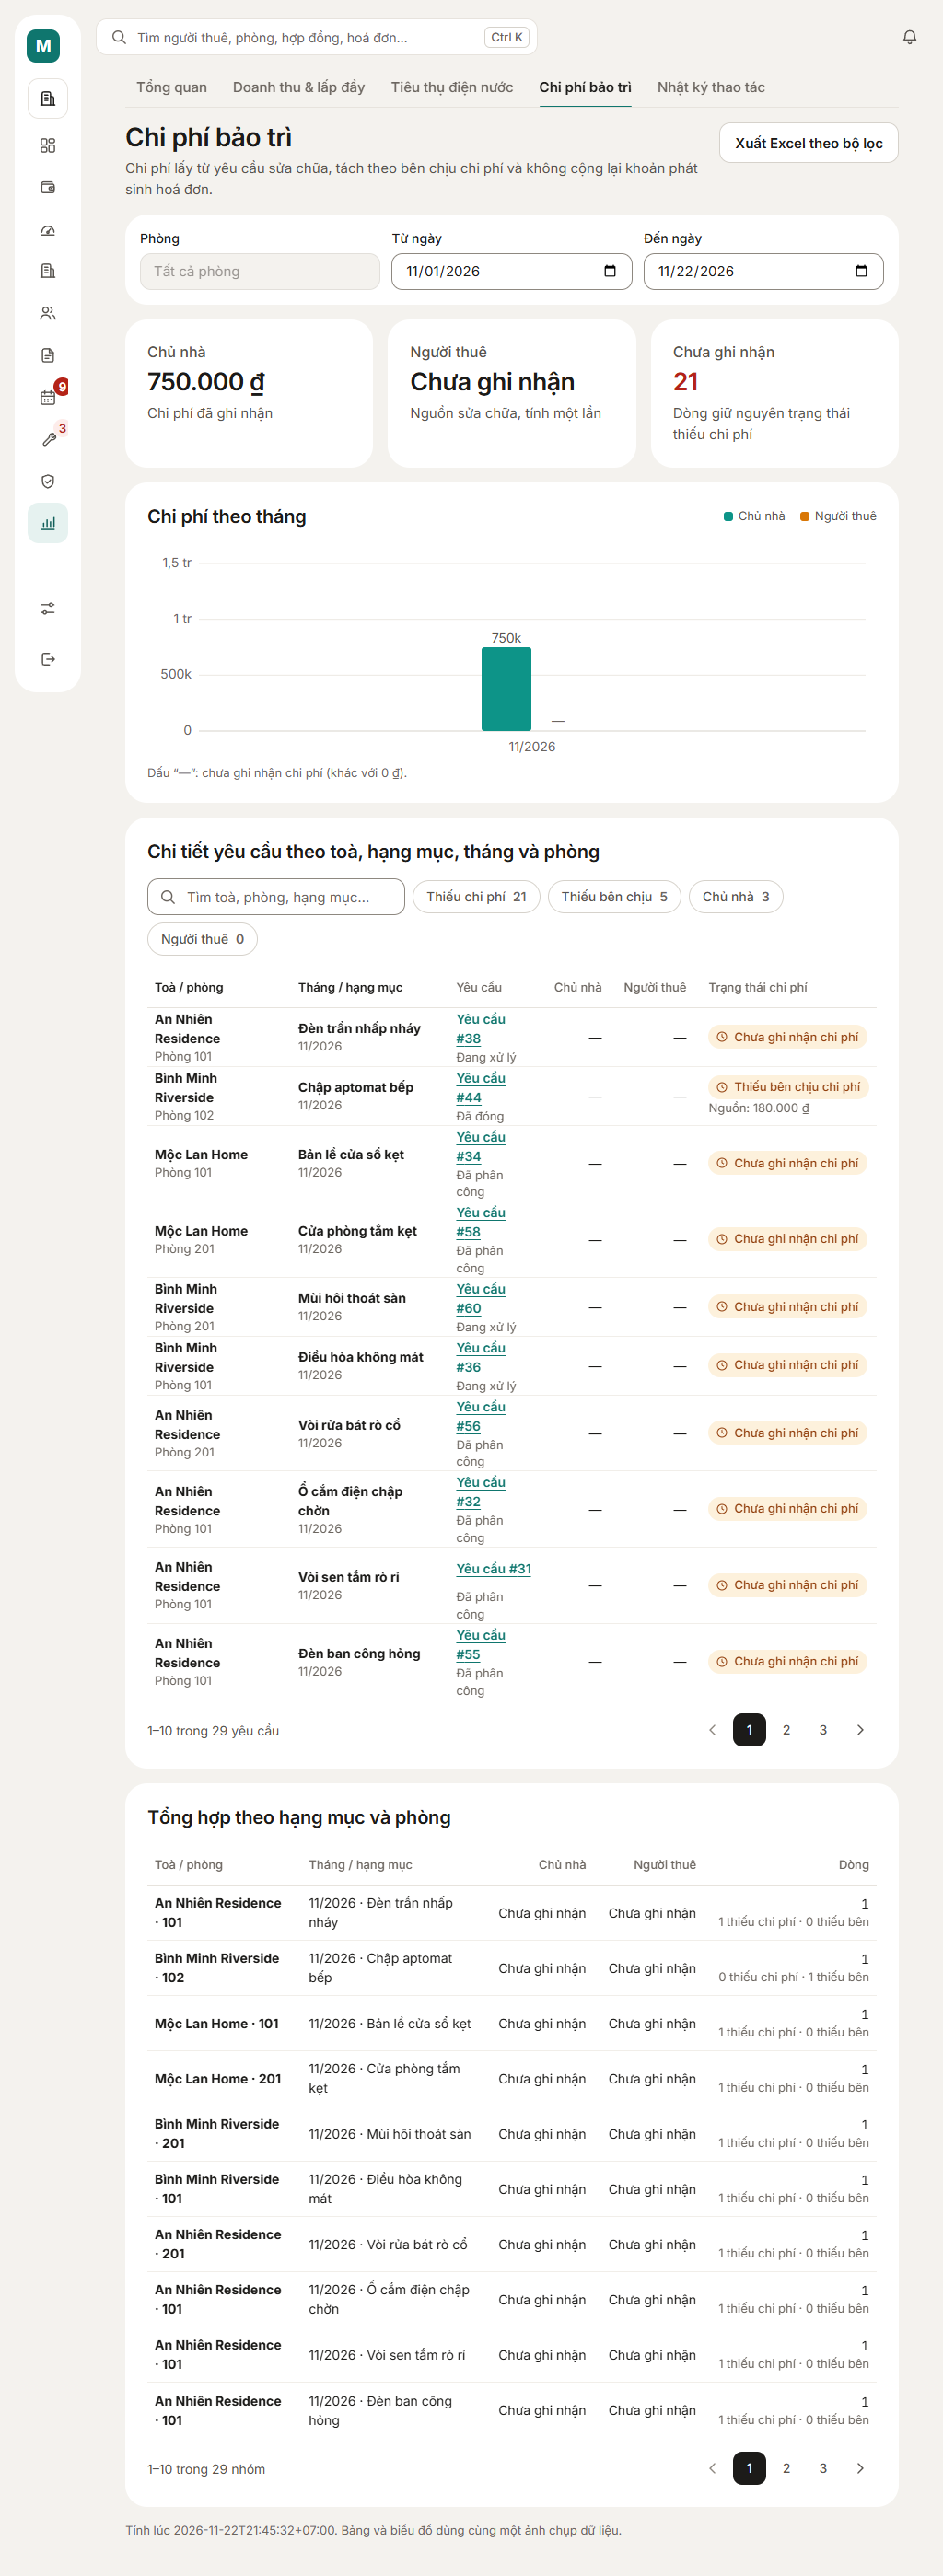 M
Tìm người thuê, phòng, hợp đồng, hoá đơn...
Ctrl K
Tổng quan
Doanh thu & lấp đầy
Tiêu thụ điện nước
Chi phí bảo trì
Nhật ký thao tác
Chi phí bảo trì
Xuất Excel theo bộ lọc
Chi phí lấy từ yêu cầu sửa chữa, tách theo bên chịu chi phí và không cộng lại khoản phát
sinh hoá đơn.
Phòng
Từ ngày
Đến ngày
Tất cả phòng
11/01/2026
11/22/2026
9
3
Chủ nhà
750.000 ₫
Chi phí đã ghi nhận
Người thuê
Chưa ghi nhận
Nguồn sửa chữa, tính một lần
Chưa ghi nhận
21
Dòng giữ nguyên trạng thái
thiếu chi phí
Chi phí theo tháng
Chủ nhà
Người thuê
1,5 tr
1 tr
500k
0
750k
—
11/2026
Dấu “—”: chưa ghi nhận chi phí (khác với 0 ₫).
Chi tiết yêu cầu theo toà, hạng mục, tháng và phòng
Tìm toà, phòng, hạng mục...
Thiếu chi phí 21
Thiếu bên chịu 5
Chủ nhà 3
Người thuê 0
Toà / phòng
Tháng / hạng mục
Yêu cầu
Chủ nhà
Người thuê
Trạng thái chi phí
An Nhiên
Residence
Phòng 101
Đèn trần nhấp nháy
11/2026
Yêu cầu
#38
Đang xử lý
—
—
Chưa ghi nhận chi phí
Bình Minh
Riverside
Phòng 102
Chập aptomat bếp
11/2026
Yêu cầu
#44
Đã đóng
—
—
Thiếu bên chịu chi phí
Nguồn: 180.000 ₫
Mộc Lan Home
Phòng 101
Bản lề cửa sổ kẹt
11/2026
Yêu cầu
#34
Đã phân
công
—
—
Chưa ghi nhận chi phí
Mộc Lan Home
Phòng 201
Cửa phòng tắm kẹt
11/2026
Yêu cầu
#58
Đã phân
công
—
—
Chưa ghi nhận chi phí
Bình Minh
Riverside
Phòng 201
Mùi hôi thoát sàn
11/2026
Yêu cầu
#60
Đang xử lý
—
—
Chưa ghi nhận chi phí
Bình Minh
Riverside
Phòng 101
Điều hòa không mát
11/2026
Yêu cầu
#36
Đang xử lý
—
—
Chưa ghi nhận chi phí
An Nhiên
Residence
Phòng 201
Vòi rửa bát rò cổ
11/2026
Yêu cầu
#56
Đã phân
công
—
—
Chưa ghi nhận chi phí
An Nhiên
Residence
Phòng 101
Ổ cắm điện chập
chờn
11/2026
Yêu cầu
#32
Đã phân
công
—
—
Chưa ghi nhận chi phí
An Nhiên
Residence
Phòng 101
Vòi sen tắm rò rỉ
11/2026
Yêu cầu #31
Đã phân
công
—
—
Chưa ghi nhận chi phí
An Nhiên
Residence
Phòng 101
Đèn ban công hỏng
11/2026
Yêu cầu
#55
Đã phân
công
—
—
Chưa ghi nhận chi phí
1–10 trong 29 yêu cầu
1
2
3
Tổng hợp theo hạng mục và phòng
Toà / phòng
Tháng / hạng mục
Chủ nhà
Người thuê
Dòng
An Nhiên Residence
· 101
11/2026 · Đèn trần nhấp
nháy
Chưa ghi nhận
Chưa ghi nhận
1
1 thiếu chi phí · 0 thiếu bên
Bình Minh Riverside
· 102
11/2026 · Chập aptomat
bếp
Chưa ghi nhận
Chưa ghi nhận
1
0 thiếu chi phí · 1 thiếu bên
Mộc Lan Home · 101
11/2026 · Bản lề cửa sổ kẹt
Chưa ghi nhận
Chưa ghi nhận
1
1 thiếu chi phí · 0 thiếu bên
Mộc Lan Home · 201
11/2026 · Cửa phòng tắm
kẹt
Chưa ghi nhận
Chưa ghi nhận
1
1 thiếu chi phí · 0 thiếu bên
Bình Minh Riverside
· 201
11/2026 · Mùi hôi thoát sàn
Chưa ghi nhận
Chưa ghi nhận
1
1 thiếu chi phí · 0 thiếu bên
Bình Minh Riverside
· 101
11/2026 · Điều hòa không
mát
Chưa ghi nhận
Chưa ghi nhận
1
1 thiếu chi phí · 0 thiếu bên
An Nhiên Residence
· 201
11/2026 · Vòi rửa bát rò cổ
Chưa ghi nhận
Chưa ghi nhận
1
1 thiếu chi phí · 0 thiếu bên
An Nhiên Residence
· 101
11/2026 · Ổ cắm điện chập
chờn
Chưa ghi nhận
Chưa ghi nhận
1
1 thiếu chi phí · 0 thiếu bên
An Nhiên Residence
· 101
11/2026 · Vòi sen tắm rò rỉ
Chưa ghi nhận
Chưa ghi nhận
1
1 thiếu chi phí · 0 thiếu bên
An Nhiên Residence
· 101
11/2026 · Đèn ban công
hỏng
Chưa ghi nhận
Chưa ghi nhận
1
1 thiếu chi phí · 0 thiếu bên
1–10 trong 29 nhóm
1
2
3
Tính lúc 2026-11-22T21:45:32+07:00. Bảng và biểu đồ dùng cùng một ảnh chụp dữ liệu.